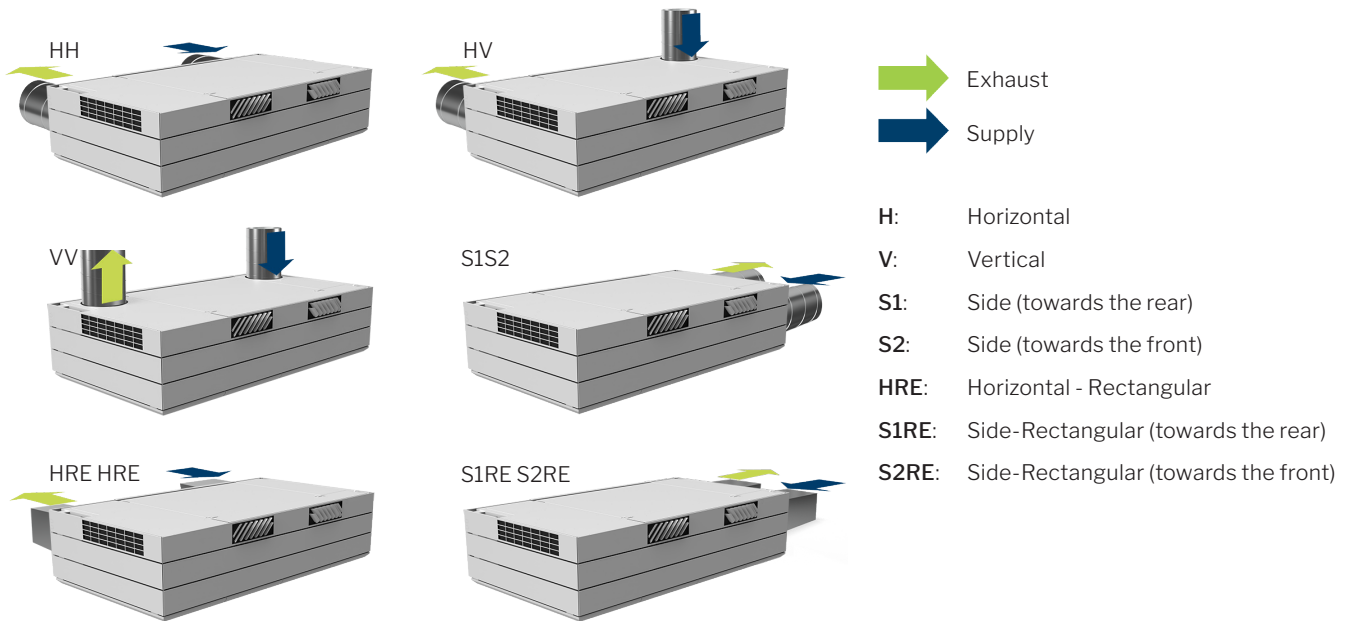 HH
HV
VV
S1S2
HRE HRE
S1RE S2RE
Exhaust
Supply
H: Horizontal
V: Vertical
S1: Side (towards the rear)
S2: Side (towards the front)
HRE: Horizontal - Rectangular
S1RE: Side-Rectangular (towards the rear)
S2RE: Side-Rectangular (towards the front)